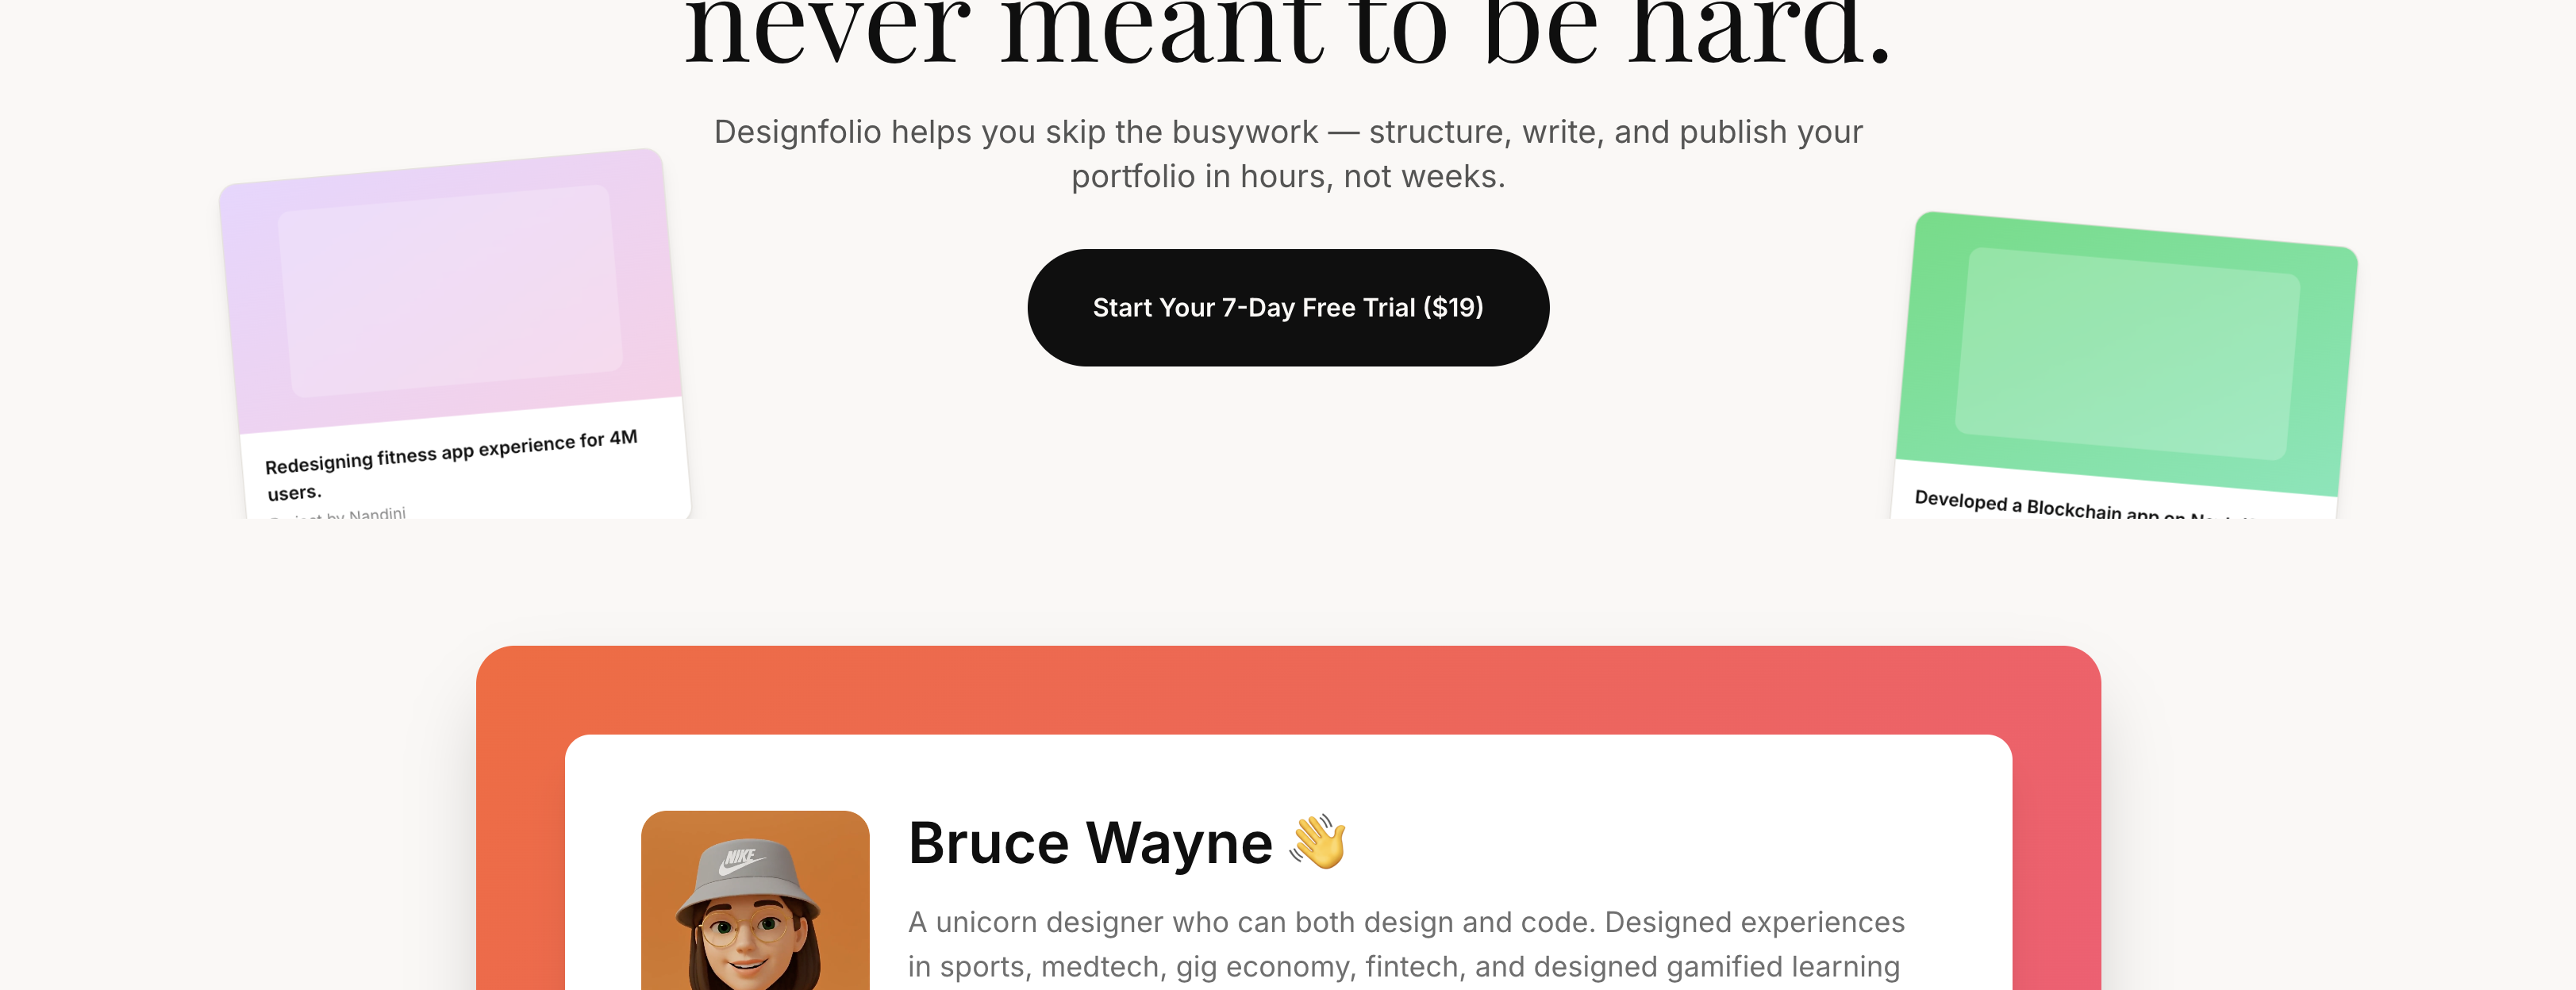 never meant to be hard.
Designfolio helps you skip the busywork — structure, write, and publish your
portfolio in hours, not weeks.
Start Your 7-Day Free Trial ($19)
Redesigning fitness app experience for 4M
users.
by Nandini
Developed a Blockchain app on
NIKE
Bruce Wayne 👋
A unicorn designer who can both design and code. Designed experiences
in sports, medtech, gig economy, fintech, and designed gamified learning